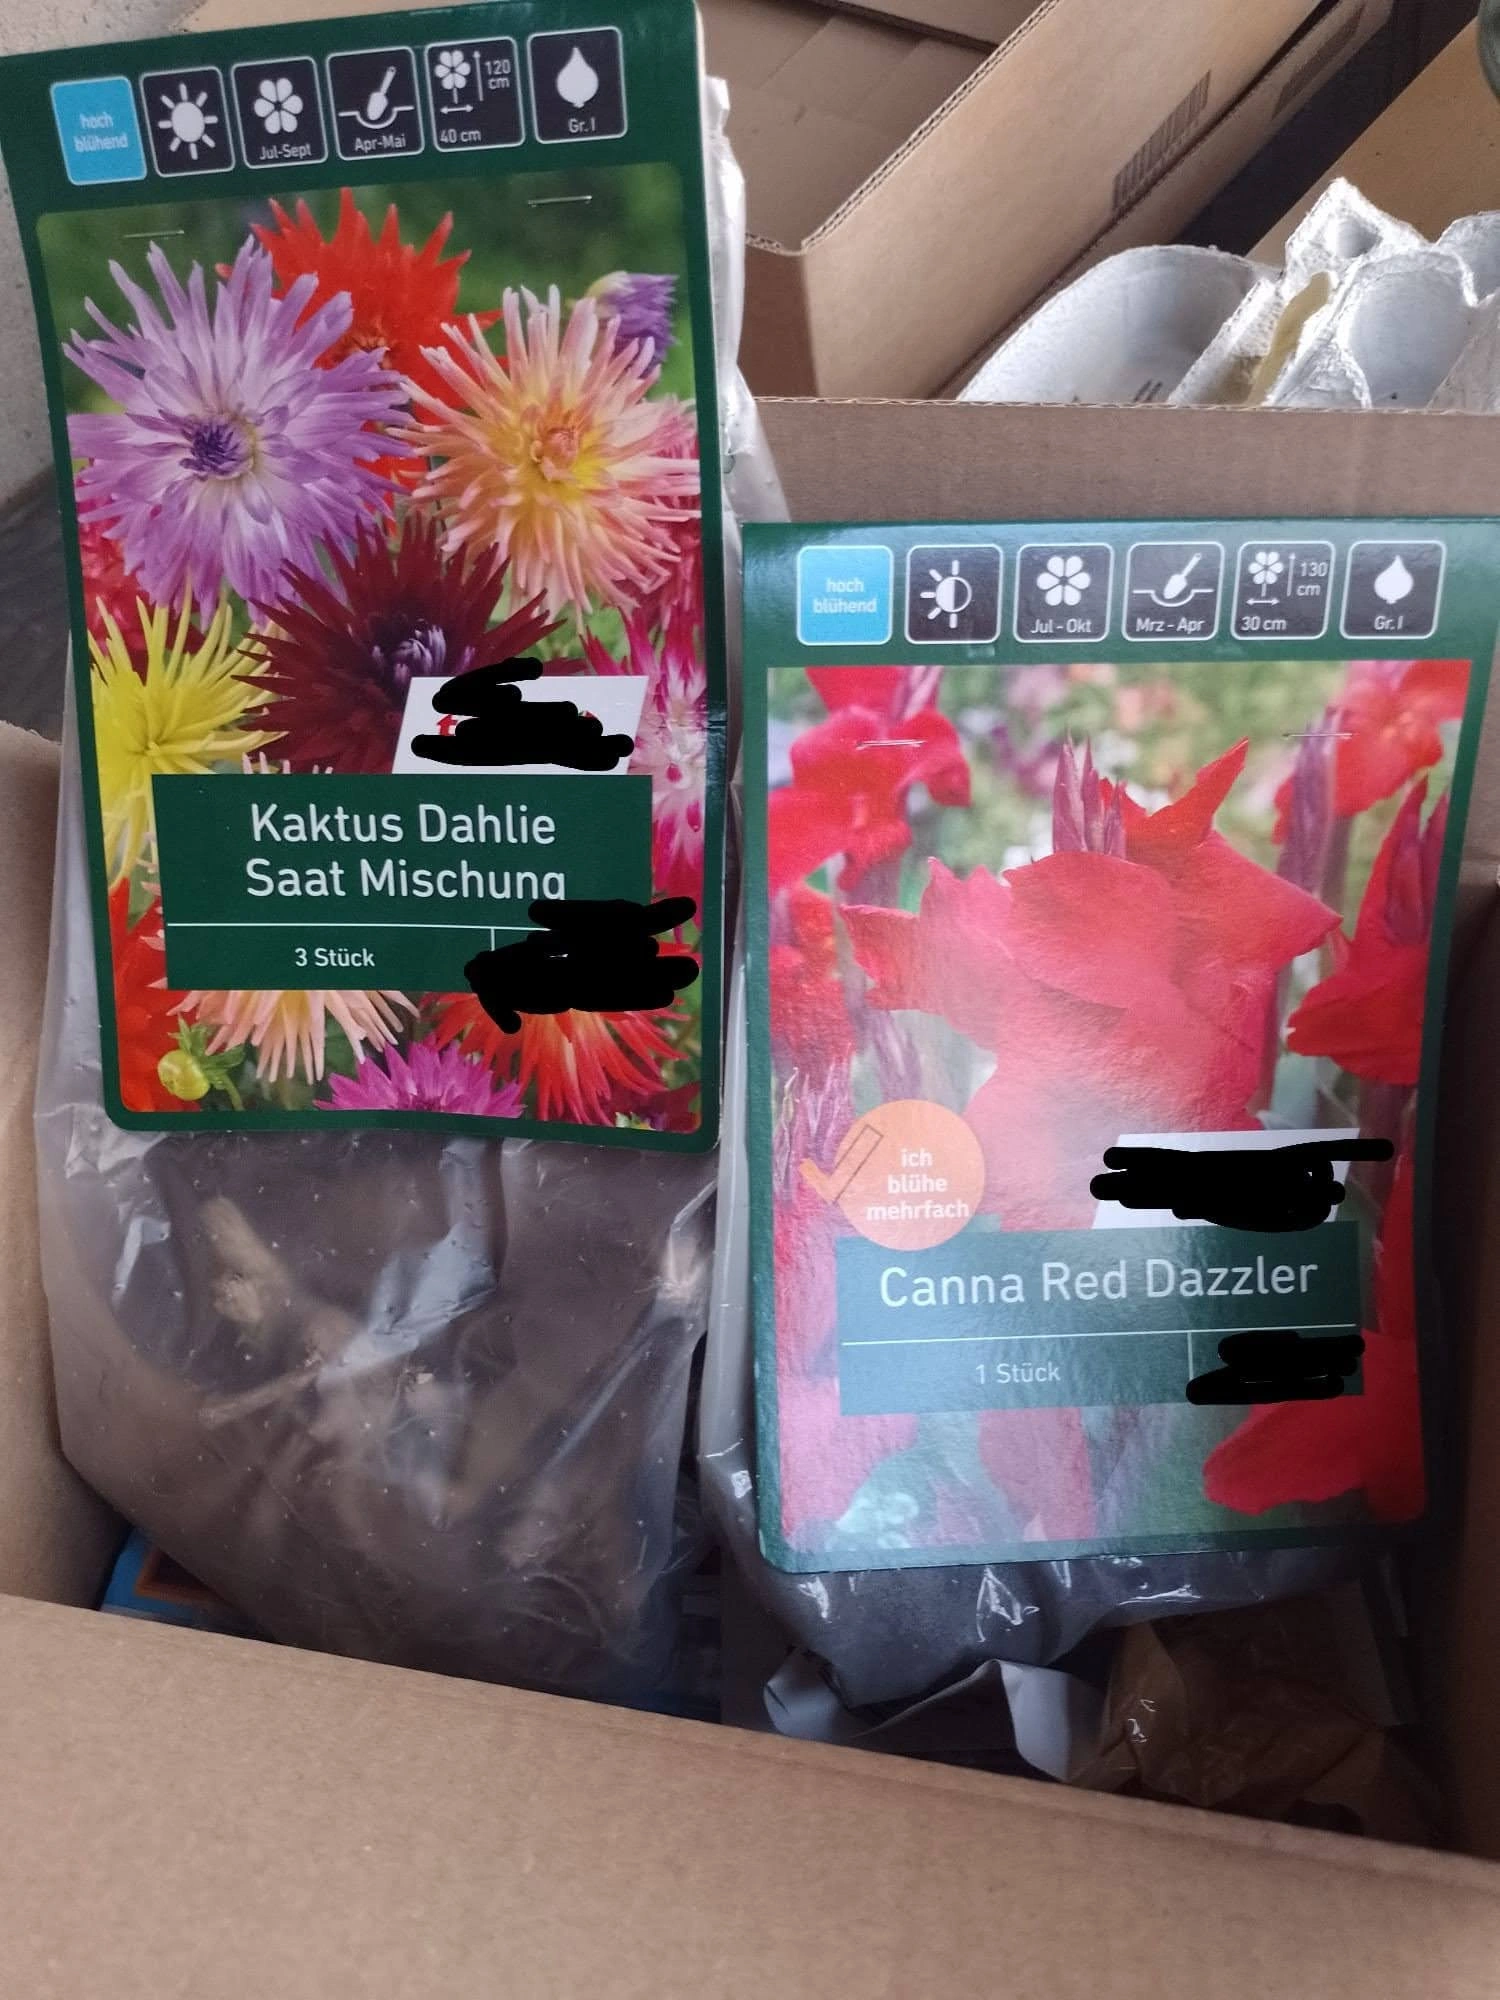 hoch
blühend
Jul-Sept
Apr-Mai
120
cm
40 cm
Gr. I
Kaktus Dahlie
Saat Mischung
3 Stück
hoch
blühend
Jul - Okt
Mrz - Apr
130
cm
30 cm
Gr. I
ich
blühe
mehrfach
Canna Red Dazzler
1 Stück